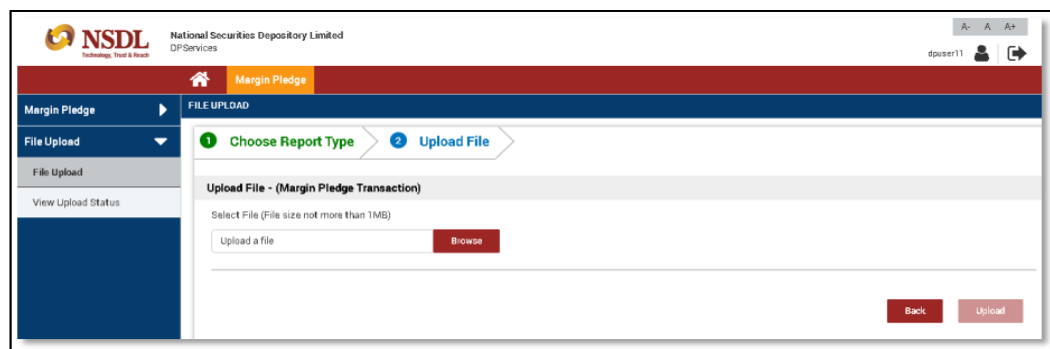 A- A A+
NSDL
Technology, Trust & Reach
National Securities Depository Limited
DPServices
dpuser11
Margin Pledge
Margin Pledge
FILE UPLOAD
File Upload
1 Choose Report Type
2 Upload File
File Upload
View Upload Status
Upload File - (Margin Pledge Transaction)
Select File (File size not more than 1MB)
Upload a file
Browse
Back
Upload